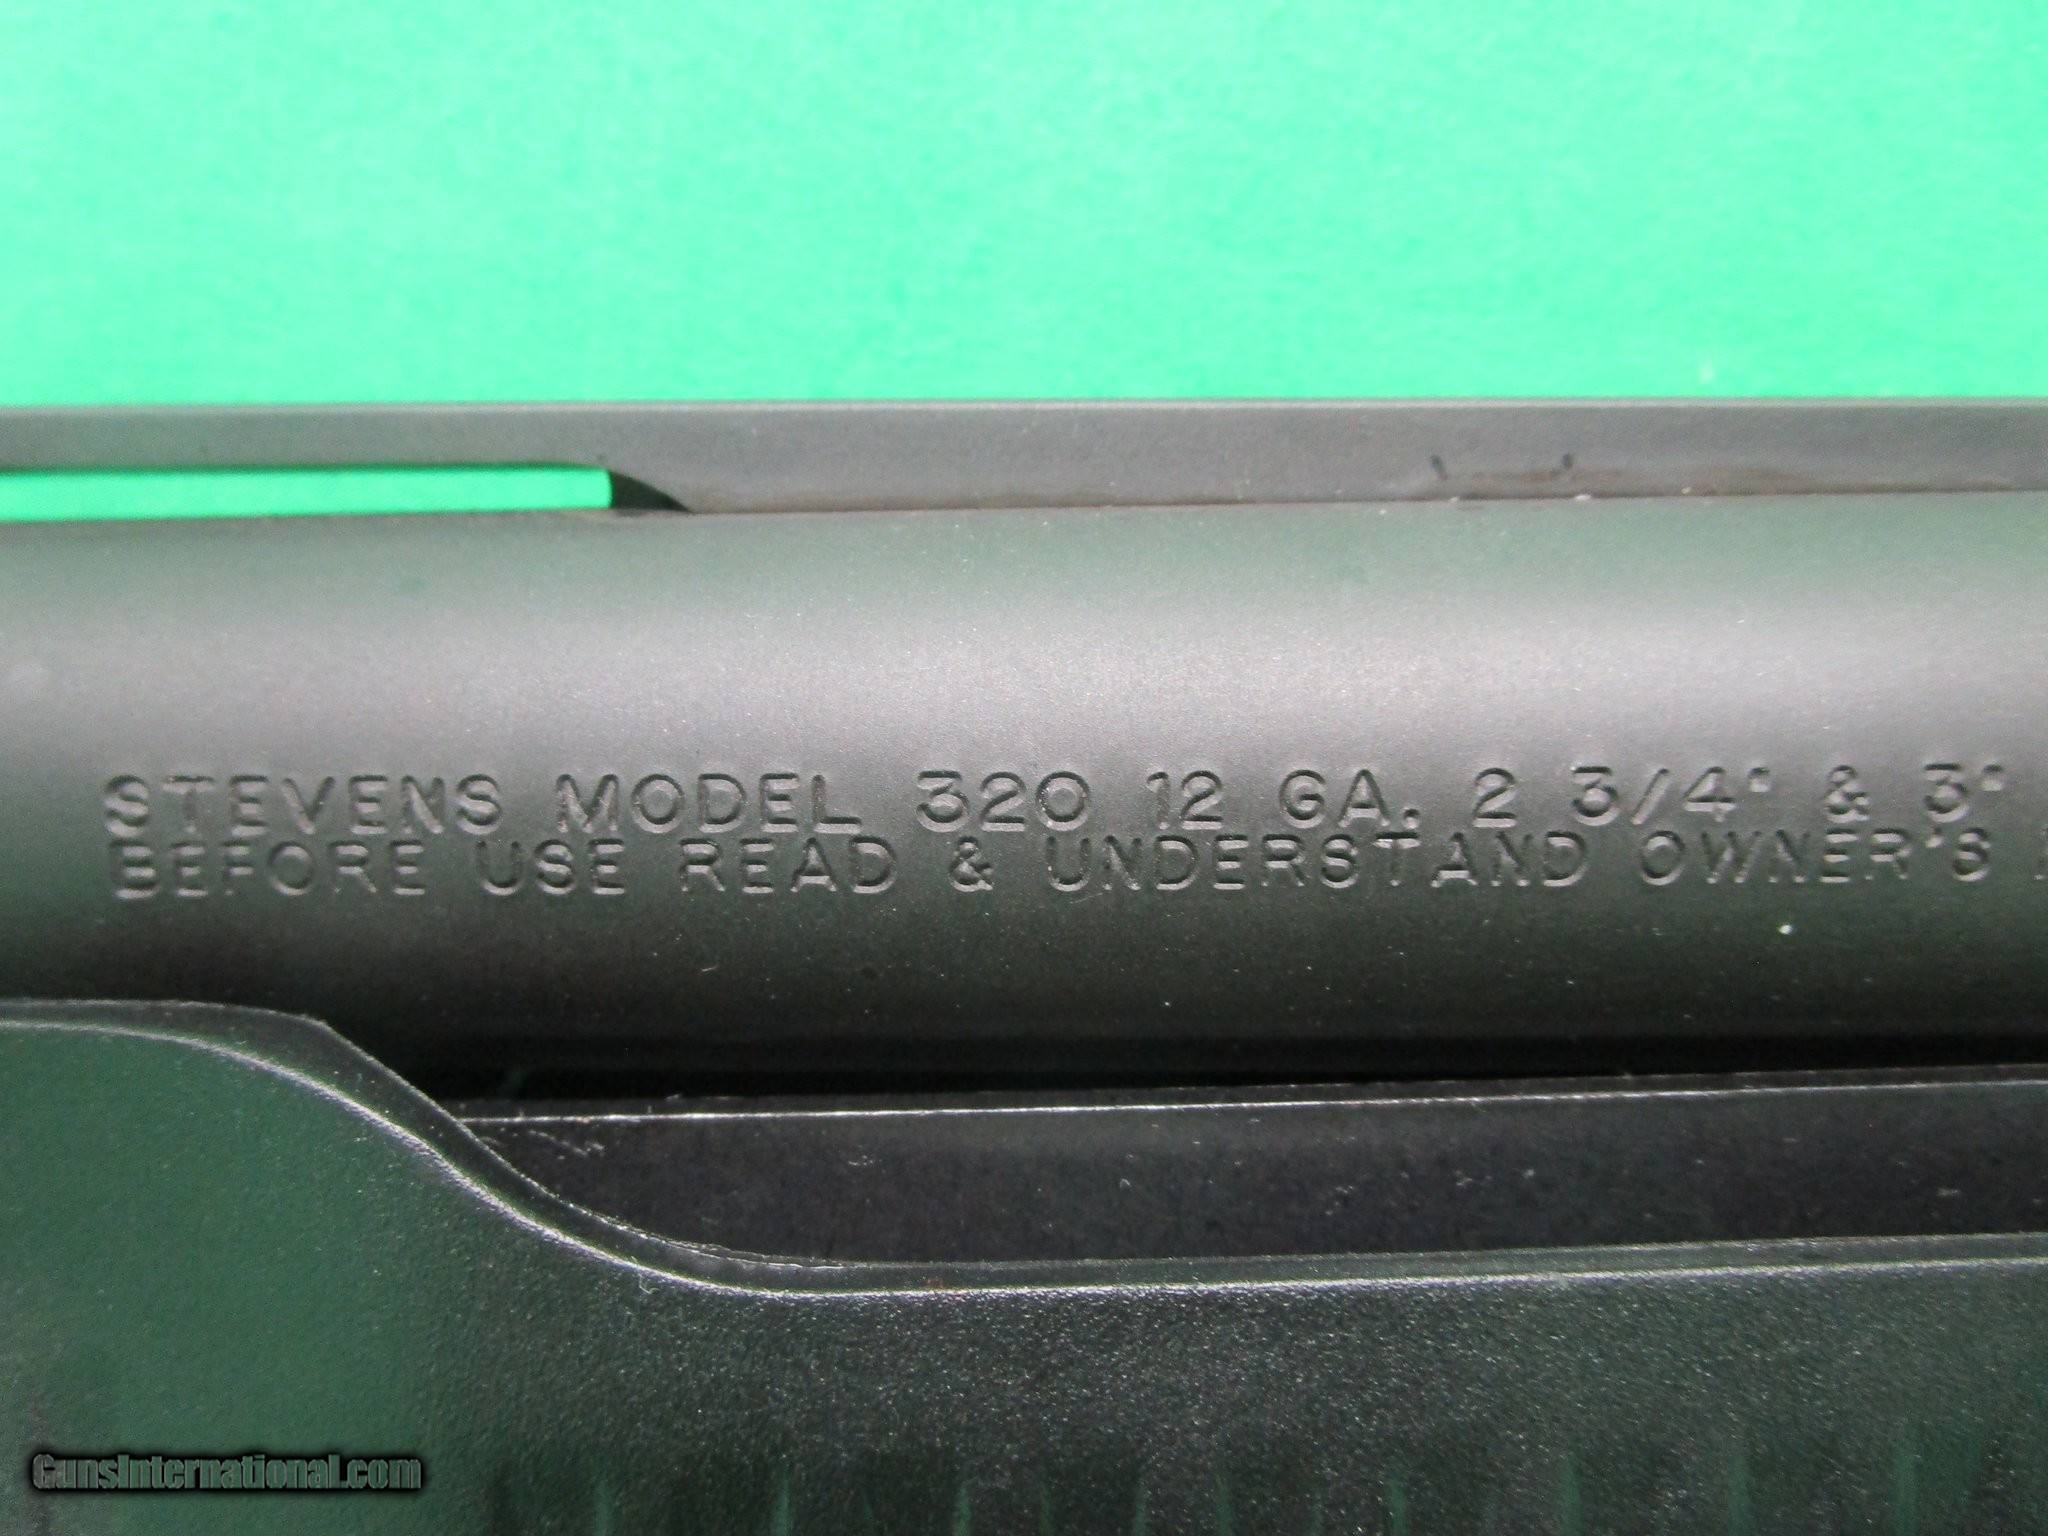 STEVENS MODEL 320 12 GA. 2 3/4" & 3"
BEFORE USE READ & UNDERSTAND OWNER'S
GunsInternational.com